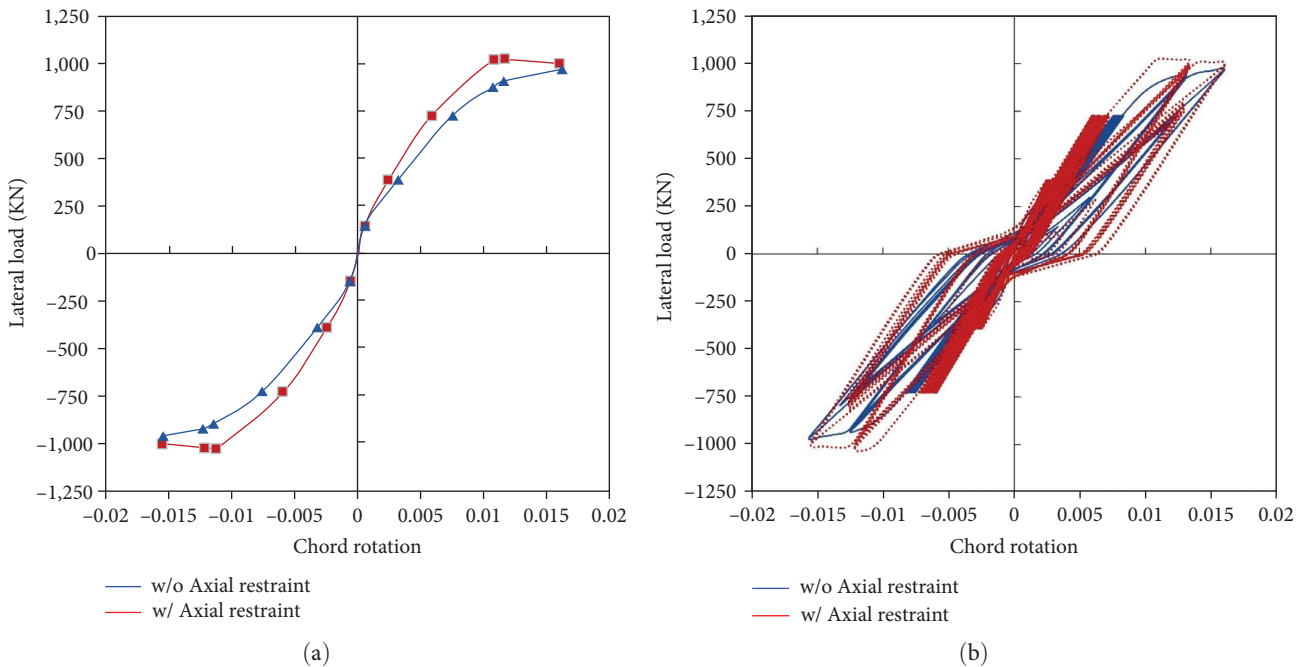 1,250
1,000
750
500
250
0
−250
−500
−750
−1,000
−1,250
Lateral load (KN)
−0.02 −0.015 −0.01 −0.005 0 0.005 0.01 0.015 0.02
Chord rotation
w/o Axial restraint
w/ Axial restraint
(a)
1,250
1,000
750
500
250
0
−250
−500
−750
−1000
−1250
Lateral load (KN)
−0.02 −0.015 −0.01 −0.005 0 0.005 0.01 0.015 0.02
Chord rotation
w/o Axial restraint
w/ Axial restraint
(b)